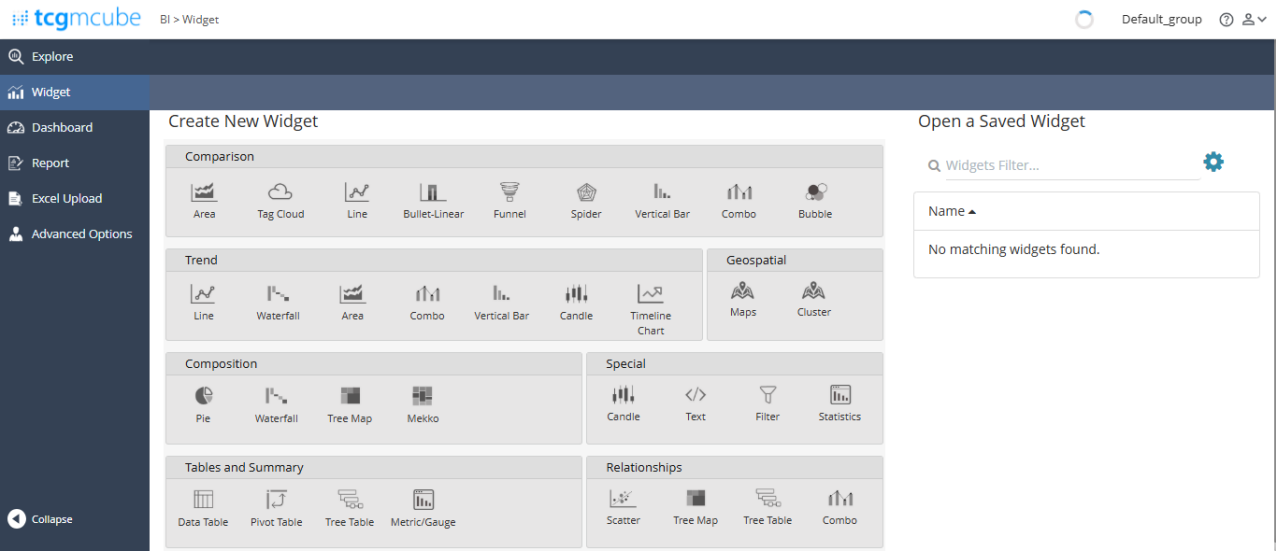 tcgmcube
BI > Widget
Default_group
Explore
Widget
Dashboard
Report
Excel Upload
Advanced Options
Collapse
Create New Widget
Comparison
Area Tag Cloud Line Bullet-Linear Funnel Spider Vertical Bar Combo Bubble
Trend
Line Waterfall Area Combo Vertical Bar Candle Timeline
Chart
Geospatial
Maps Cluster
Composition
Pie Waterfall Tree Map Mekko
Special
Candle Text Filter Statistics
Tables and Summary
Data Table Pivot Table Tree Table Metric/Gauge
Relationships
Scatter Tree Map Tree Table Combo
Open a Saved Widget
Widgets Filter...
Name
No matching widgets found.